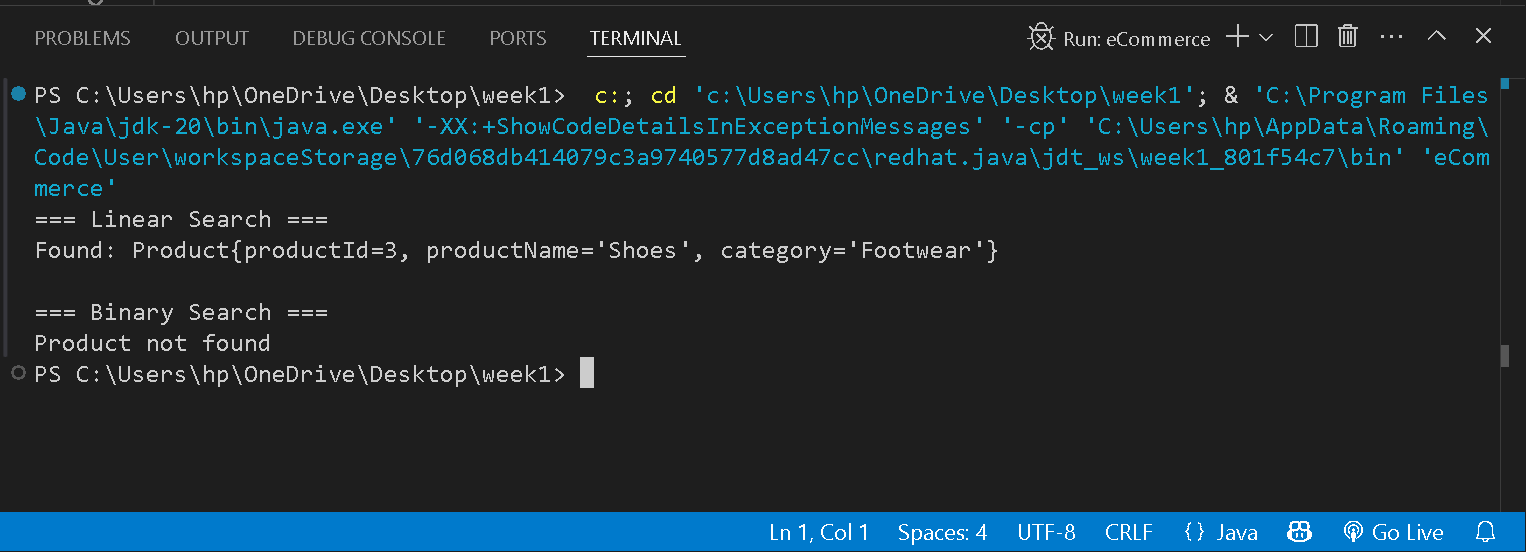 PROBLEMS OUTPUT DEBUG CONSOLE PORTS TERMINAL Run: eCommerce
PS C:\Users\hp\OneDrive\Desktop\week1>  c:; cd 'c:\Users\hp\OneDrive\Desktop\week1'; & 'C:\Program Files
\Java\jdk-20\bin\java.exe' '-XX:+ShowCodeDetailsInExceptionMessages' '-cp' 'C:\Users\hp\AppData\Roaming\
Code\User\workspaceStorage\76d068db414079c3a9740577d8ad47cc\redhat.java\jdt_ws\week1_801f54c7\bin' 'eCom
merce'
=== Linear Search ===
Found: Product{productId=3, productName='Shoes', category='Footwear'}
=== Binary Search ===
Product not found
PS C:\Users\hp\OneDrive\Desktop\week1>
Ln 1, Col 1 Spaces: 4 UTF-8 CRLF {} Java Go Live